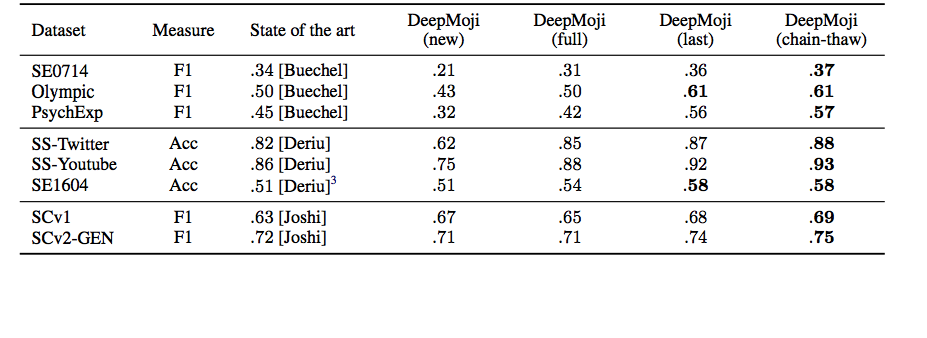 Dataset Measure State of the art DeepMoji (new) DeepMoji (full) DeepMoji (last) DeepMoji (chain-thaw)
SE0714 F1 .34 [Buechel] .21 .31 .36 .37
Olympic F1 .50 [Buechel] .43 .50 .61 .61
PsychExp F1 .45 [Buechel] .32 .42 .56 .57
SS-Twitter Acc .82 [Deriu] .62 .85 .87 .88
SS-Youtube Acc .86 [Deriu] .75 .88 .92 .93
SE1604 Acc .51 [Deriu]³ .51 .54 .58 .58
SCv1 F1 .63 [Joshi] .67 .65 .68 .69
SCv2-GEN F1 .72 [Joshi] .71 .71 .74 .75